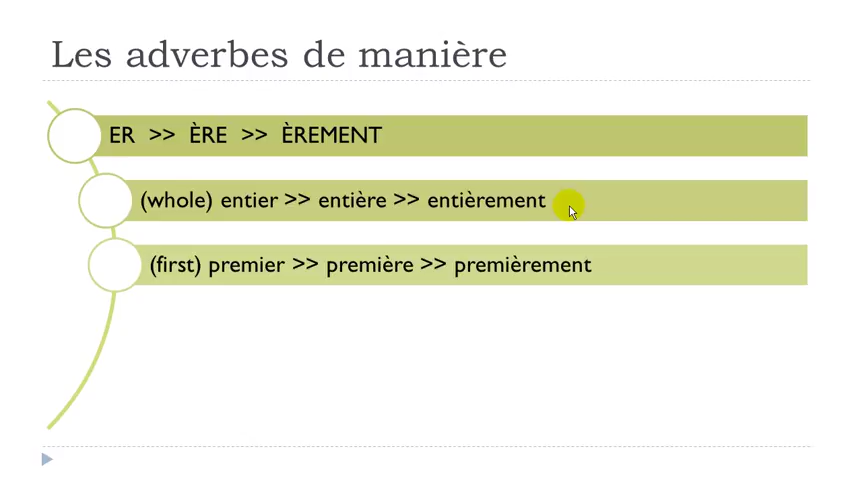 Les adverbes de manière
ER >> ÈRE >> ÈREMENT
(whole) entier >> entière >> entièrement
(first) premier >> première >> premièrement